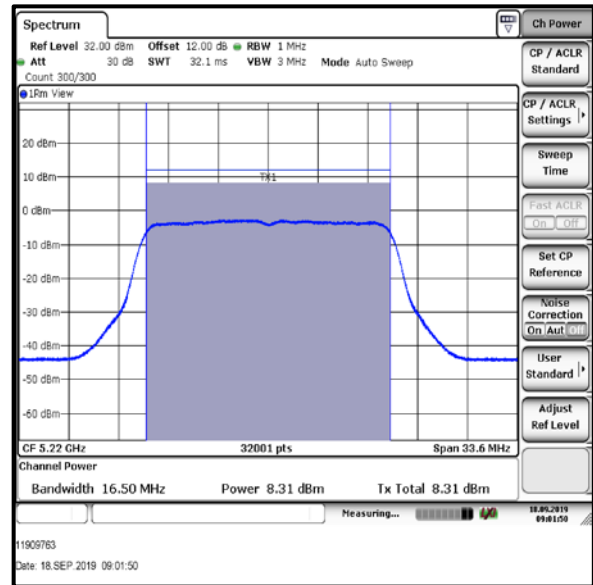 Spectrum
Ref Level 32.00 dBm Offset 12.00 dB RBW 1 MHz
Att 30 dB SWT 32.1 ms VBW 3 MHz Mode Auto Sweep
Count 300/300
1Rm View
20 dBm
10 dBm
TX1
0 dBm
-10 dBm
-20 dBm
-30 dBm
-40 dBm
-50 dBm
-60 dBm
CF 5.22 GHz 32001 pts Span 33.6 MHz
Channel Power
Bandwidth 16.50 MHz Power 8.31 dBm Tx Total 8.31 dBm
Measuring... 18.09.2019
09:01:50
Ch Power
CP / ACLR
Standard
CP / ACLR
Settings
Sweep
Time
Fast ACLR
On Off
Set CP
Reference
Noise
Correction
On Aut Off
User
Standard
Adjust
Ref Level
11909763
Date: 18.SEP.2019 09:01:50